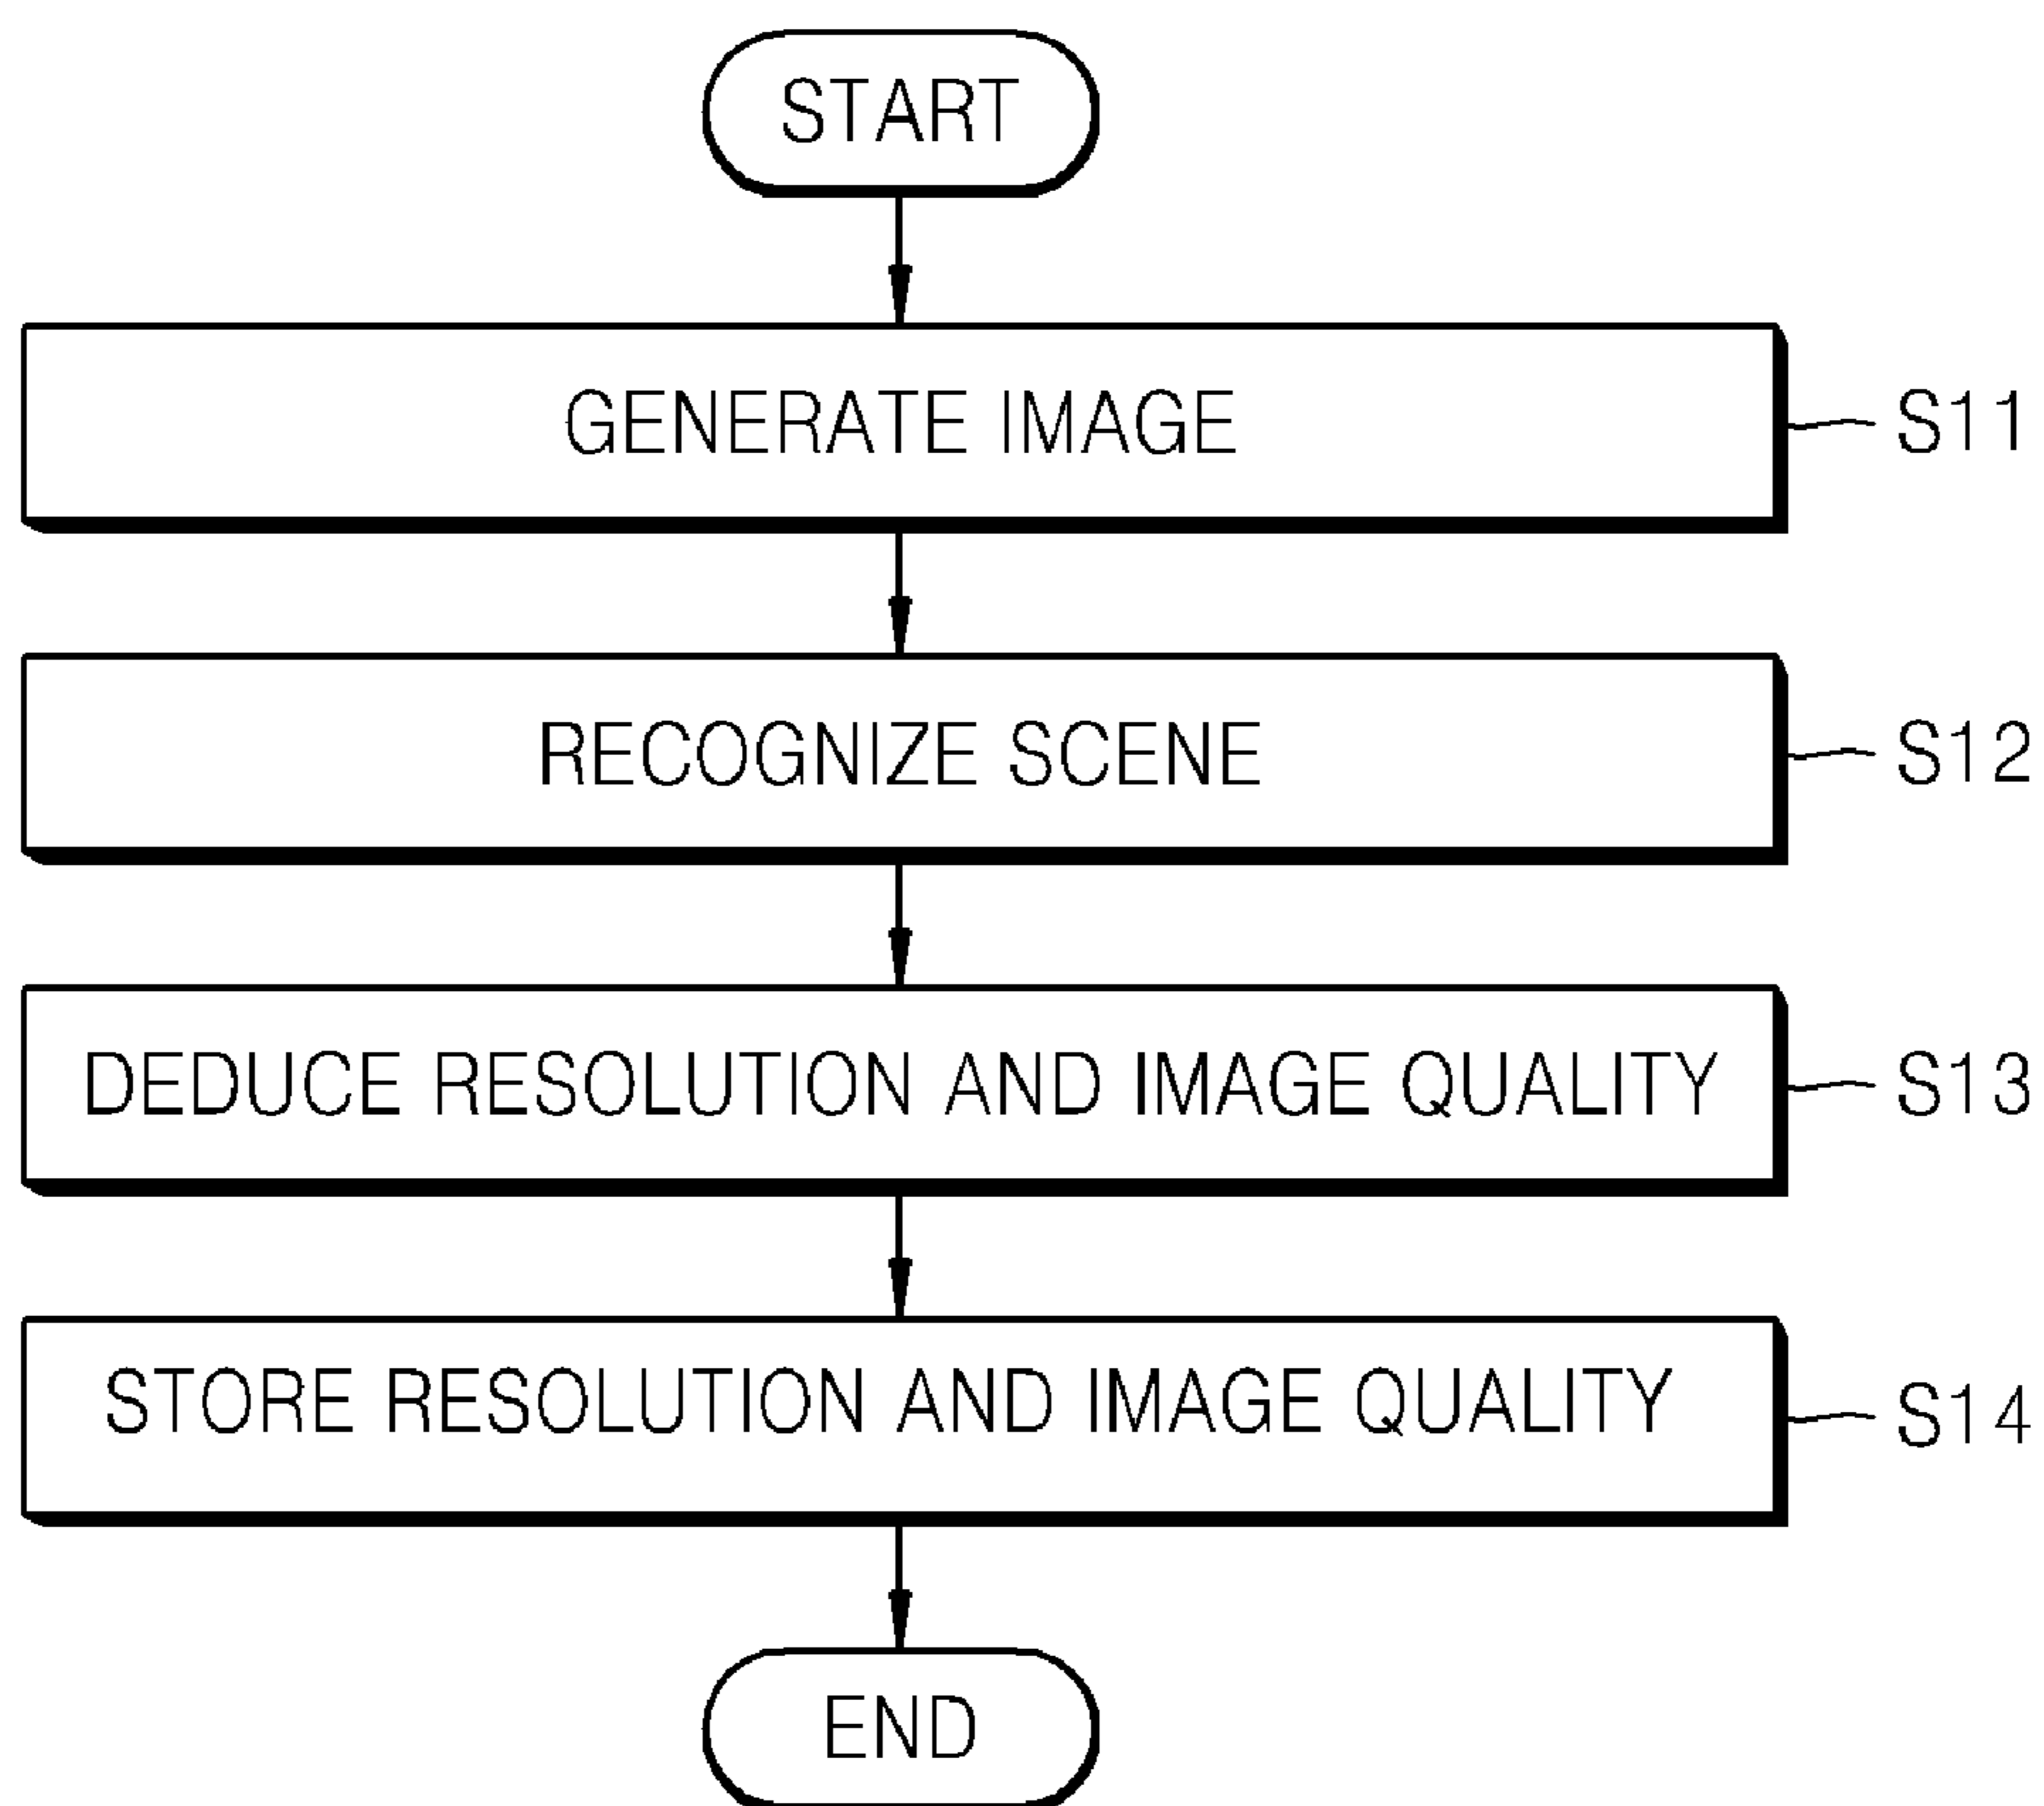 START
GENERATE IMAGE
S11
RECOGNIZE SCENE
S12
DEDUCE RESOLUTION AND IMAGE QUALITY
S13
STORE RESOLUTION AND IMAGE QUALITY
S14
END